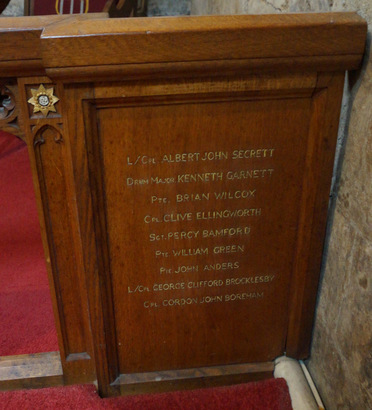 L/CPL ALBERT JOHN SECRETT
DRUM MAJOR KENNETH GARNETT
PTE. BRIAN WILCOX
CPL CLIVE ELLINGWORTH
SGT. PERCY BAMFORD
PTE WILLIAM GREEN
PTE JOHN ANDERS
L/CPL GEORGE CLIFFORD BROCKLESBY
CPL GORDON JOHN BOREHAM